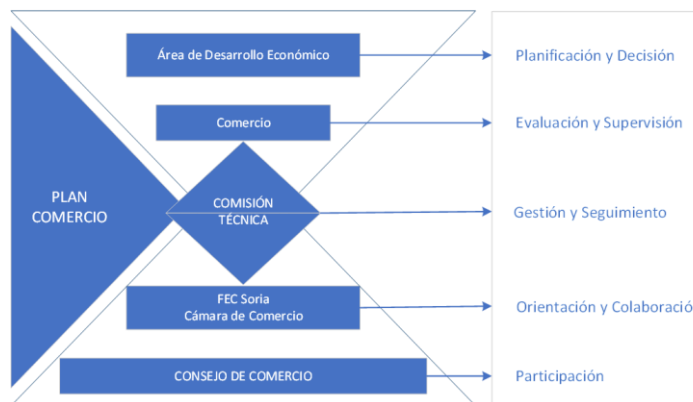 Área de Desarrollo Económico
Planificación y Decisión
Comercio
Evaluación y Supervisión
PLAN
COMERCIO
COMISIÓN
TÉCNICA
Gestión y Seguimiento
FEC Soria
Cámara de Comercio
Orientación y Colaboració
CONSEJO DE COMERCIO
Participación